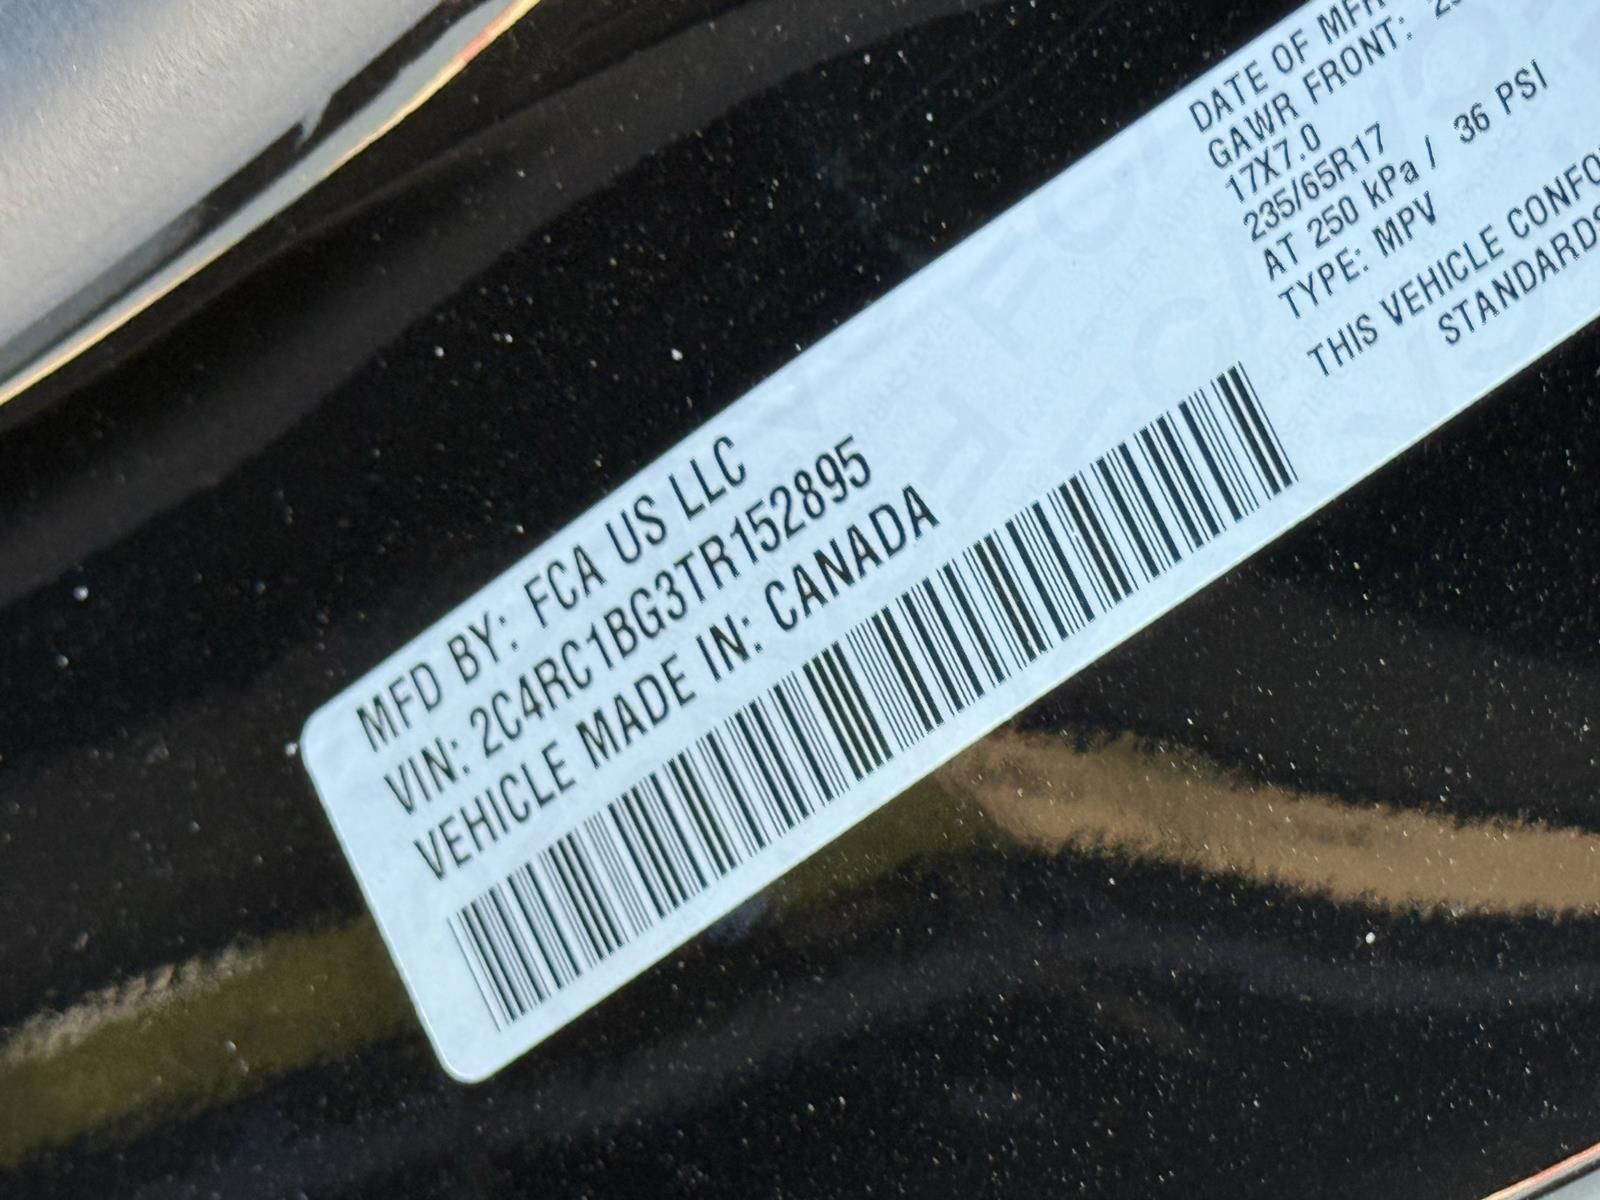 MFD BY: FCA US LLC
VIN: 2C4RC1BG3TR152895
VEHICLE MADE IN: CANADA
DATE OF MFR
GAWR FRONT:
17X7.0
235/65R17
AT 250 kPa / 36 PSI
TYPE: MPV
THIS VEHICLE CONFO
STANDARDS